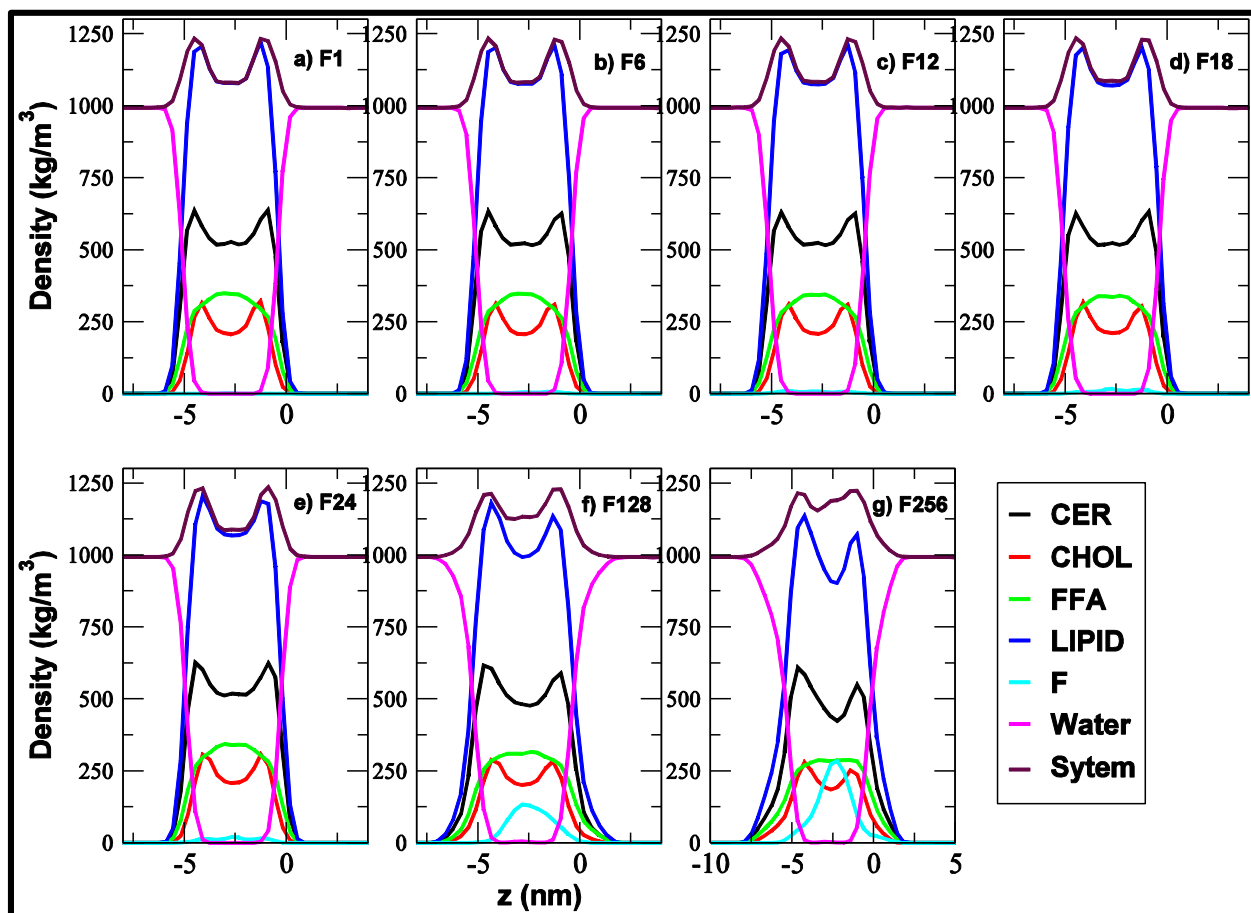 1250 1250 1250 1250
a) F1 b) F6 c) F12 d) F18
1000 1000 1000 1000
750 750 750 750
500 500 500 500
250 250 250 250
0 0 0 0
-5 0 -5 0 -5 0 -5 0
Density (kg/m³)
1250 1250 1250
e) F24 f) F128 g) F256
1000 1000 1000
750 750 750
500 500 500
250 250 250
0 0 0
-5 0 -5 0 -10 -5 0 5
Density (kg/m³)
z (nm)
CER
CHOL
FFA
LIPID
F
Water
Sytem